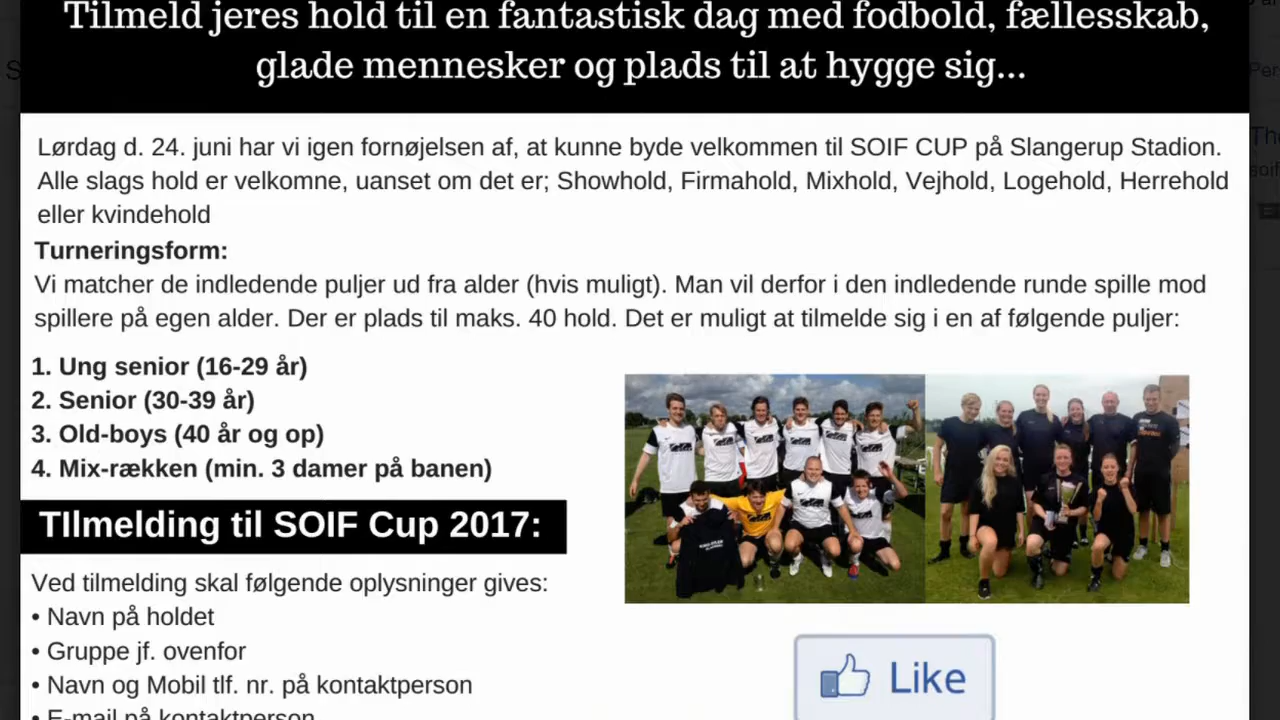 Tilmeld jeres hold til en fantastisk dag med fodbold, fællesskab,
glade mennesker og plads til at hygge sig...
Lørdag d. 24. juni har vi igen fornøjelsen af, at kunne byde velkommen til SOIF CUP på Slangerup Stadion.
Alle slags hold er velkomne, uanset om det er; Showhold, Firmahold, Mixhold, Vejhold, Logehold, Herrehold
eller kvindehold
Turneringsform:
Vi matcher de indledende puljer ud fra alder (hvis muligt). Man vil derfor i den indledende runde spille mod
spillere på egen alder. Der er plads til maks. 40 hold. Det er muligt at tilmelde sig i en af følgende puljer:
1. Ung senior (16-29 år)
2. Senior (30-39 år)
3. Old-boys (40 år og op)
4. Mix-rækken (min. 3 damer på banen)
TIlmelding til SOIF Cup 2017:
Ved tilmelding skal følgende oplysninger gives:
• Navn på holdet
• Gruppe jf. ovenfor
• Navn og Mobil tlf. nr. på kontaktperson
• E-mail på kontaktperson
Like